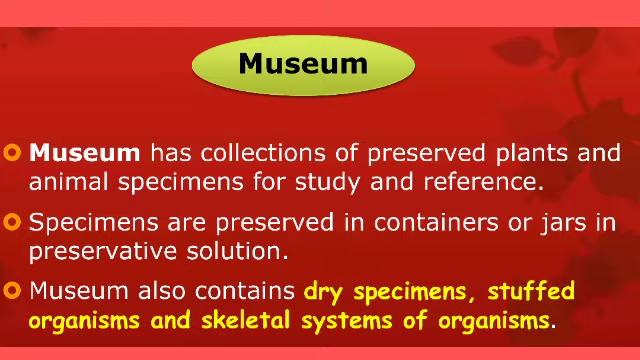 Museum
Museum has collections of preserved plants and
animal specimens for study and reference.
Specimens are preserved in containers or jars in
preservative solution.
Museum also contains dry specimens, stuffed
organisms and skeletal systems of organisms.